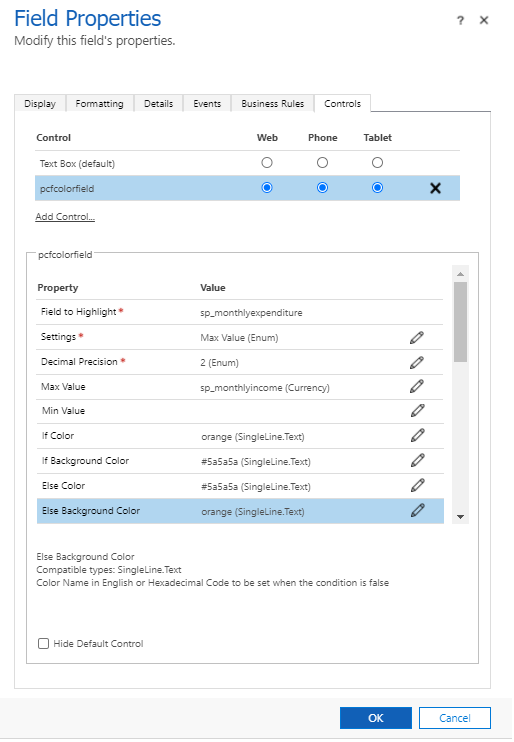 Field Properties
? ×
Modify this field's properties.
Display Formatting Details Events Business Rules Controls
Control Web Phone Tablet
Text Box (default)
pcfcolorfield
Add Control...
pcfcolorfield
Property Value
Field to Highlight * sp_monthlyexpenditure
Settings * Max Value (Enum)
Decimal Precision * 2 (Enum)
Max Value sp_monthlyincome (Currency)
Min Value
If Color orange (SingleLine.Text)
If Background Color #5a5a5a (SingleLine.Text)
Else Color #5a5a5a (SingleLine.Text)
Else Background Color orange (SingleLine.Text)
Else Background Color
Compatible types: SingleLine.Text
Color Name in English or Hexadecimal Code to be set when the condition is false
Hide Default Control
OK Cancel